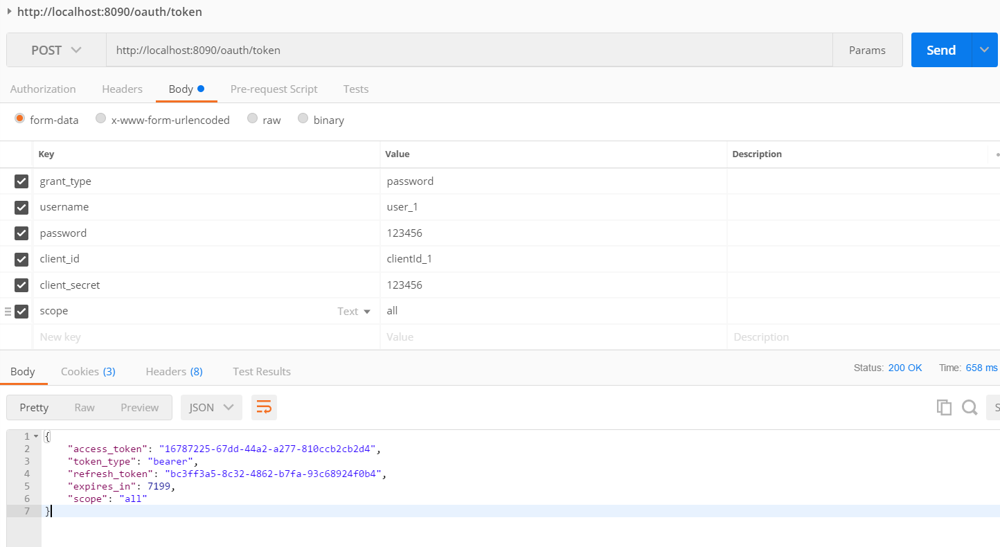 http://localhost:8090/oauth/token
POST http://localhost:8090/oauth/token Params Send
Authorization Headers Body Pre-request Script Tests
form-data x-www-form-urlencoded raw binary
Key Value Description
grant_type password
username user_1
password 123456
client_id clientId_1
client_secret 123456
scope Text all
New key Value Description
Body Cookies (3) Headers (8) Test Results Status: 200 OK Time: 658 ms
Pretty Raw Preview JSON S
1 {
2 "access_token": "16787225-67dd-44a2-a277-810ccb2cb2d4",
3 "token_type": "bearer",
4 "refresh_token": "bc3ff3a5-8c32-4862-b7fa-93c68924f0b4",
5 "expires_in": 7199,
6 "scope": "all"
7 }